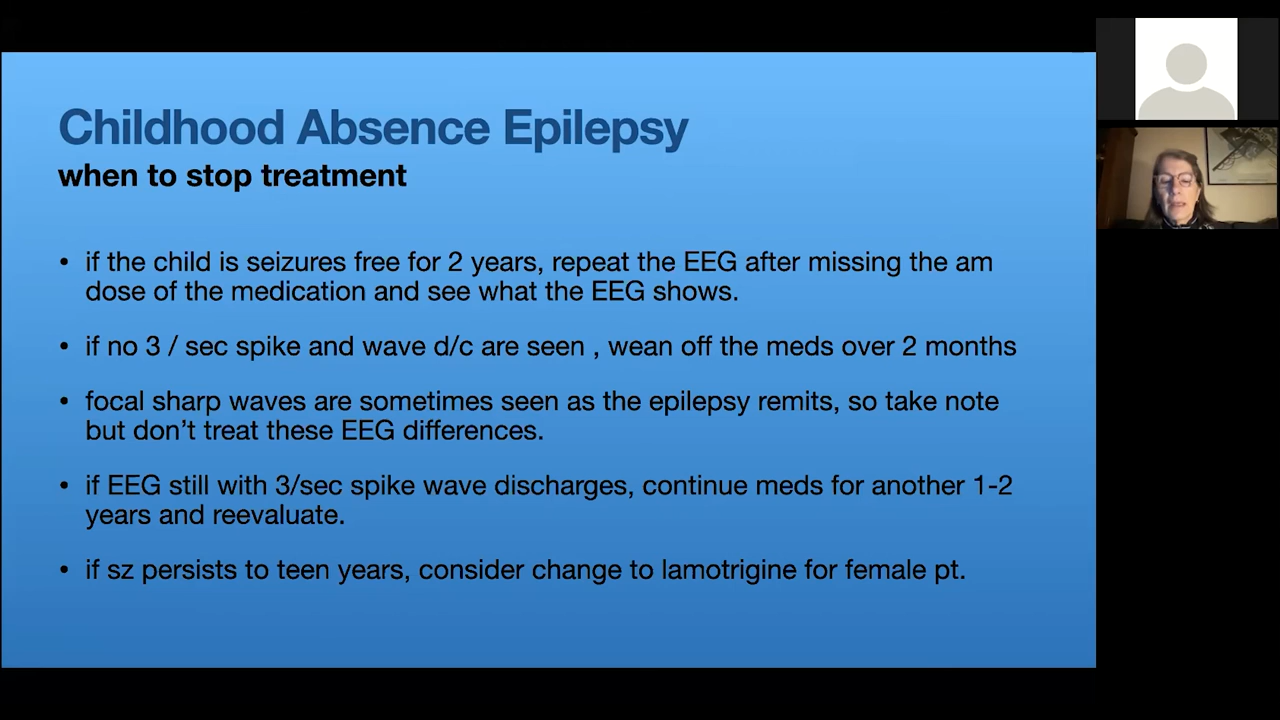 Childhood Absence Epilepsy
when to stop treatment
• if the child is seizures free for 2 years, repeat the EEG after missing the am
dose of the medication and see what the EEG shows.
• if no 3 / sec spike and wave d/c are seen , wean off the meds over 2 months
• focal sharp waves are sometimes seen as the epilepsy remits, so take note
but don’t treat these EEG differences.
• if EEG still with 3/sec spike wave discharges, continue meds for another 1-2
years and reevaluate.
• if sz persists to teen years, consider change to lamotrigine for female pt.